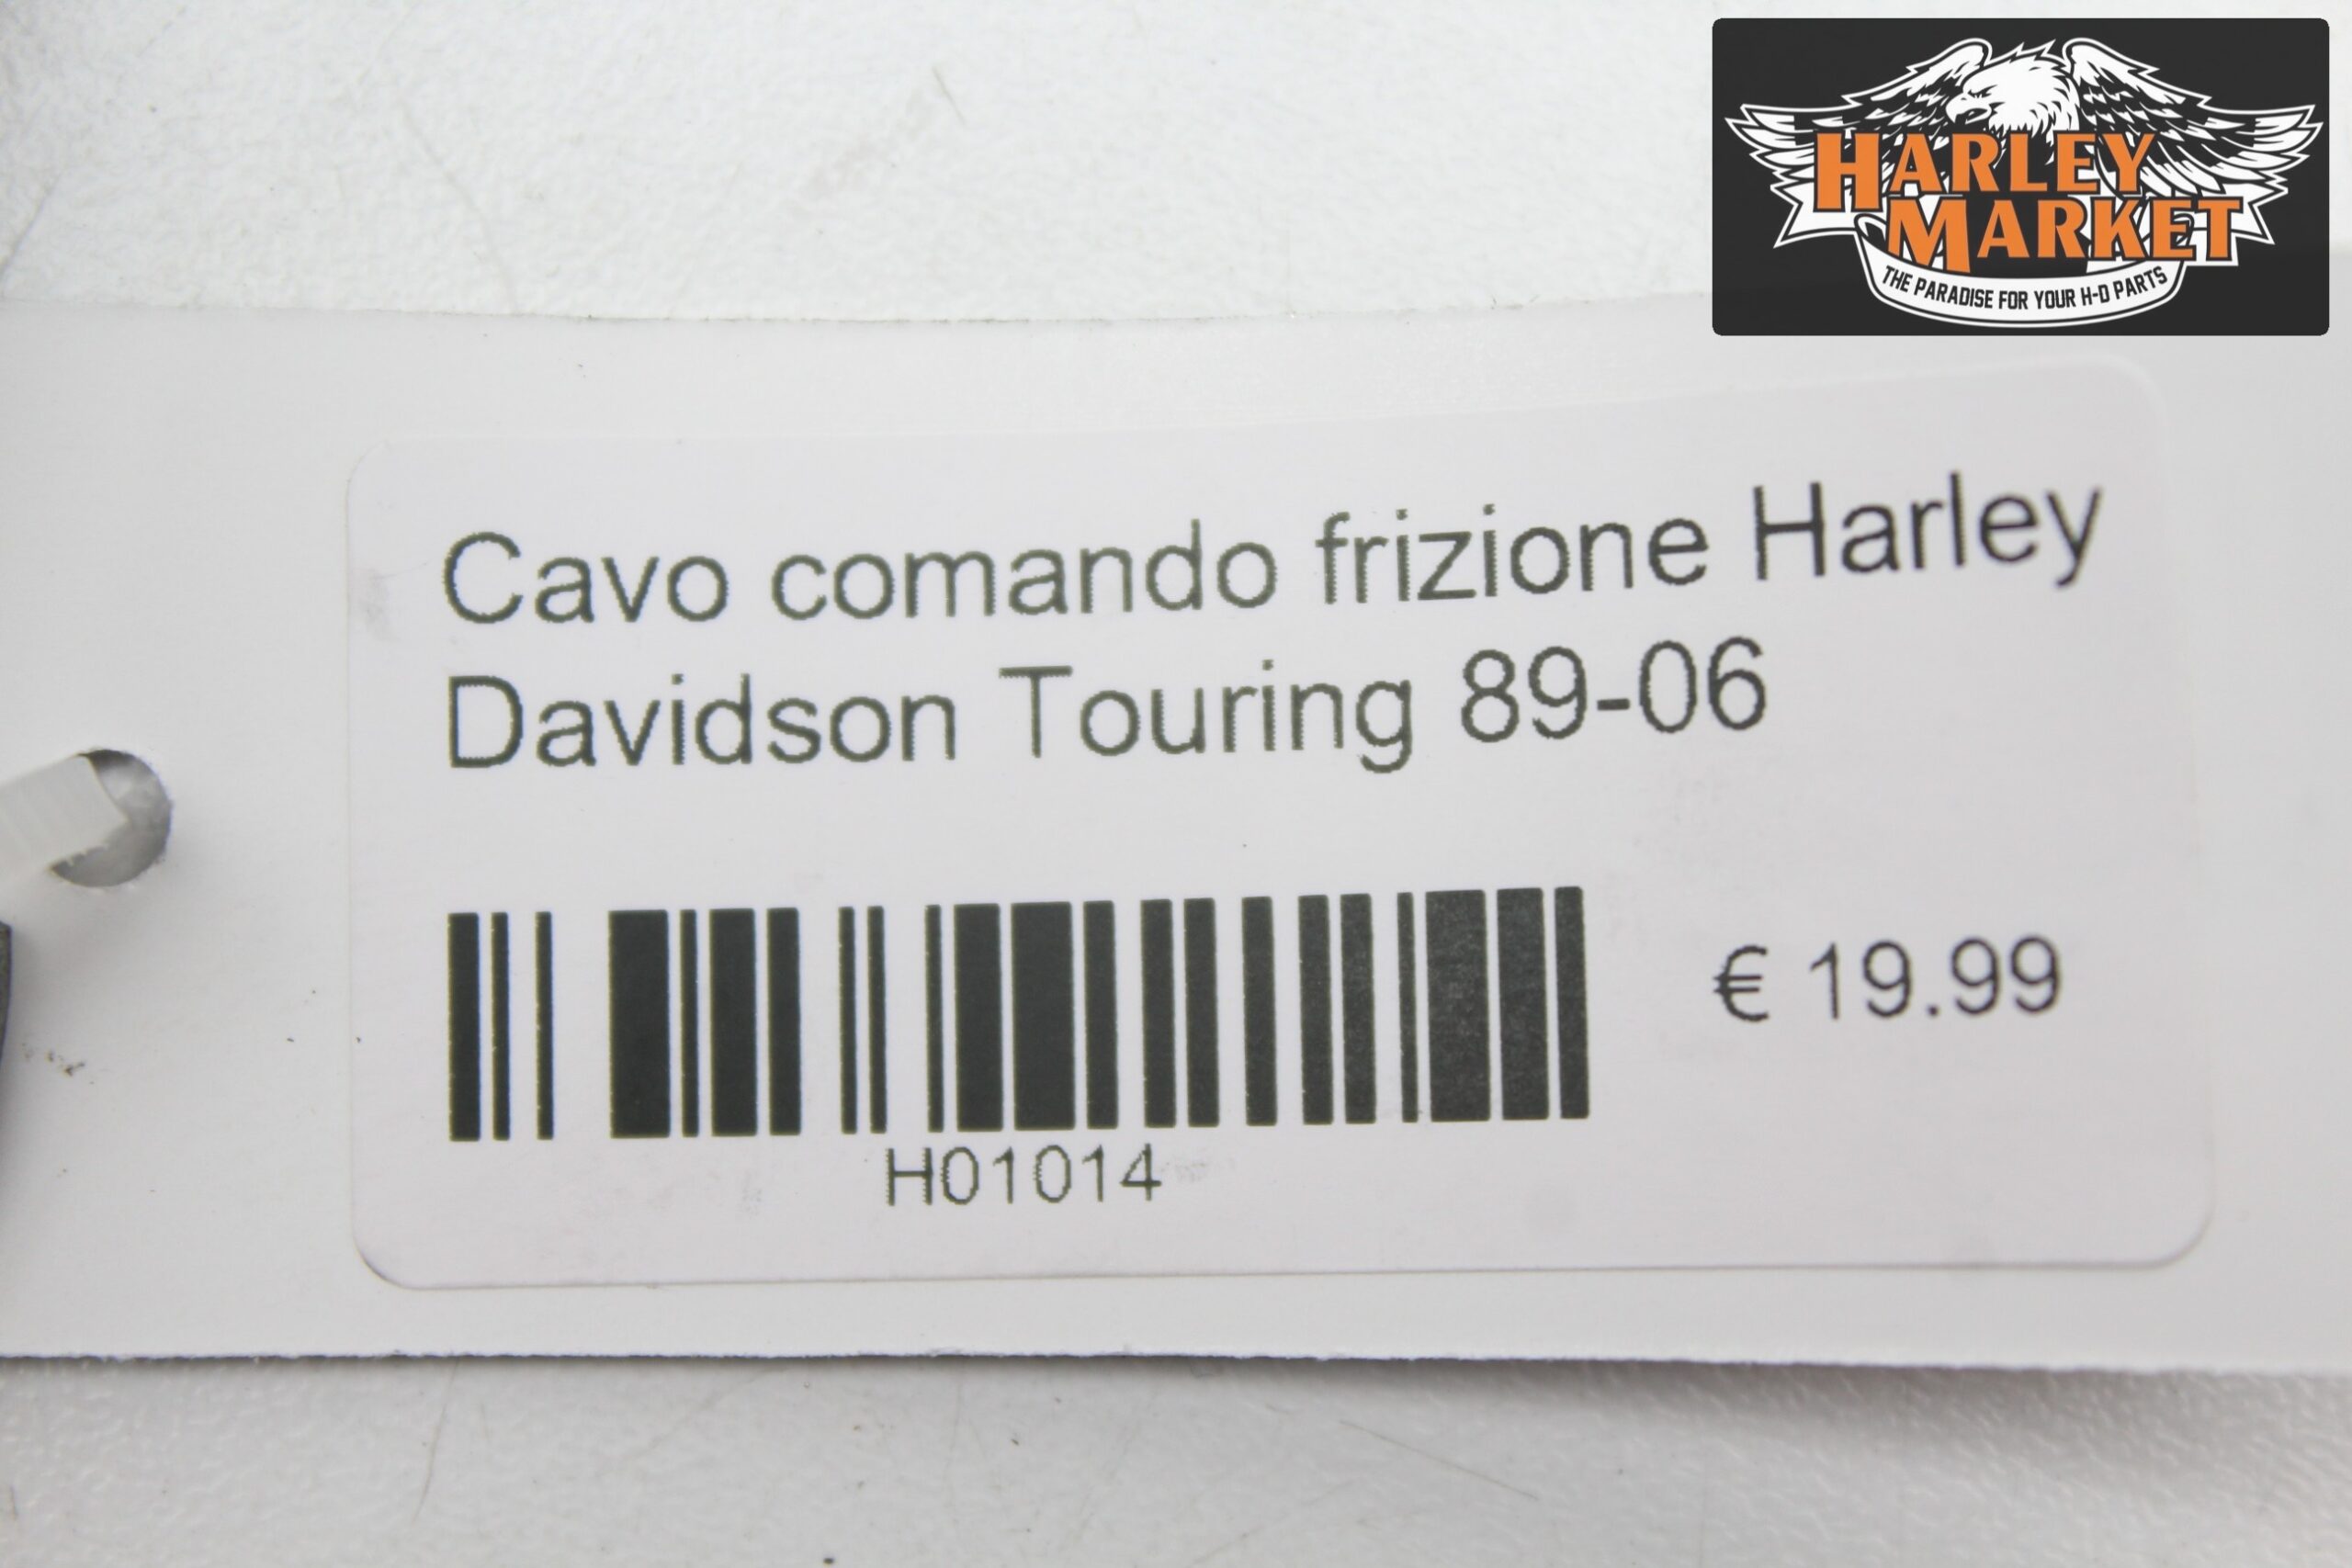 HARLEY
MARKET
THE PARADISE FOR YOUR H-D PARTS
Cavo comando frizione Harley
Davidson Touring 89-06
€ 19.99
H01014